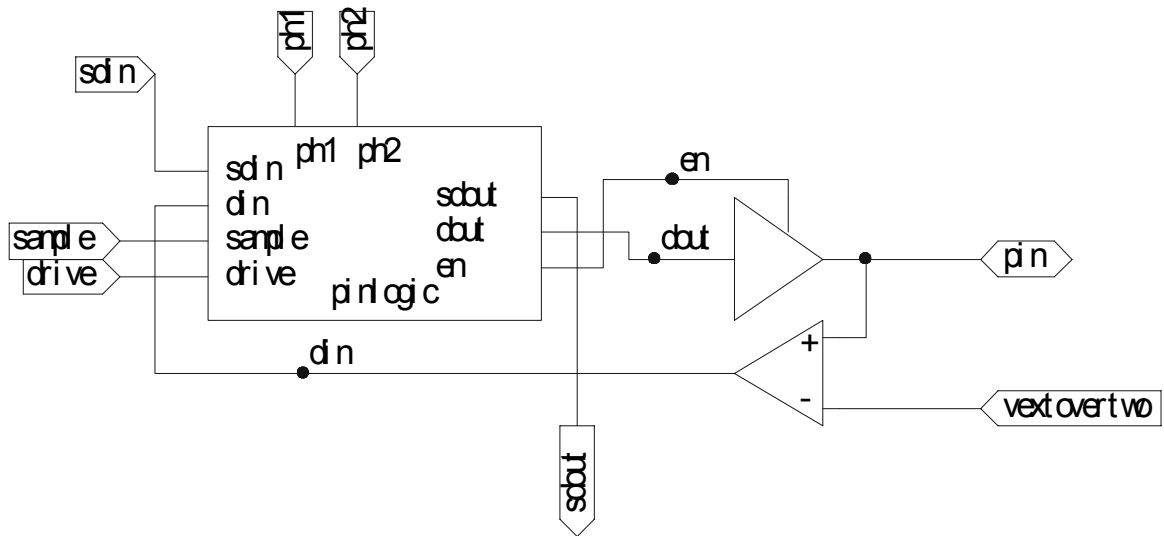 ph1
ph2
sdin
ph1 ph2
sdin
din
sample
drive
sdout
dout
en
pinlogic
sample
drive
en
dout
pin
din
+
-
vextovertwo
sdout